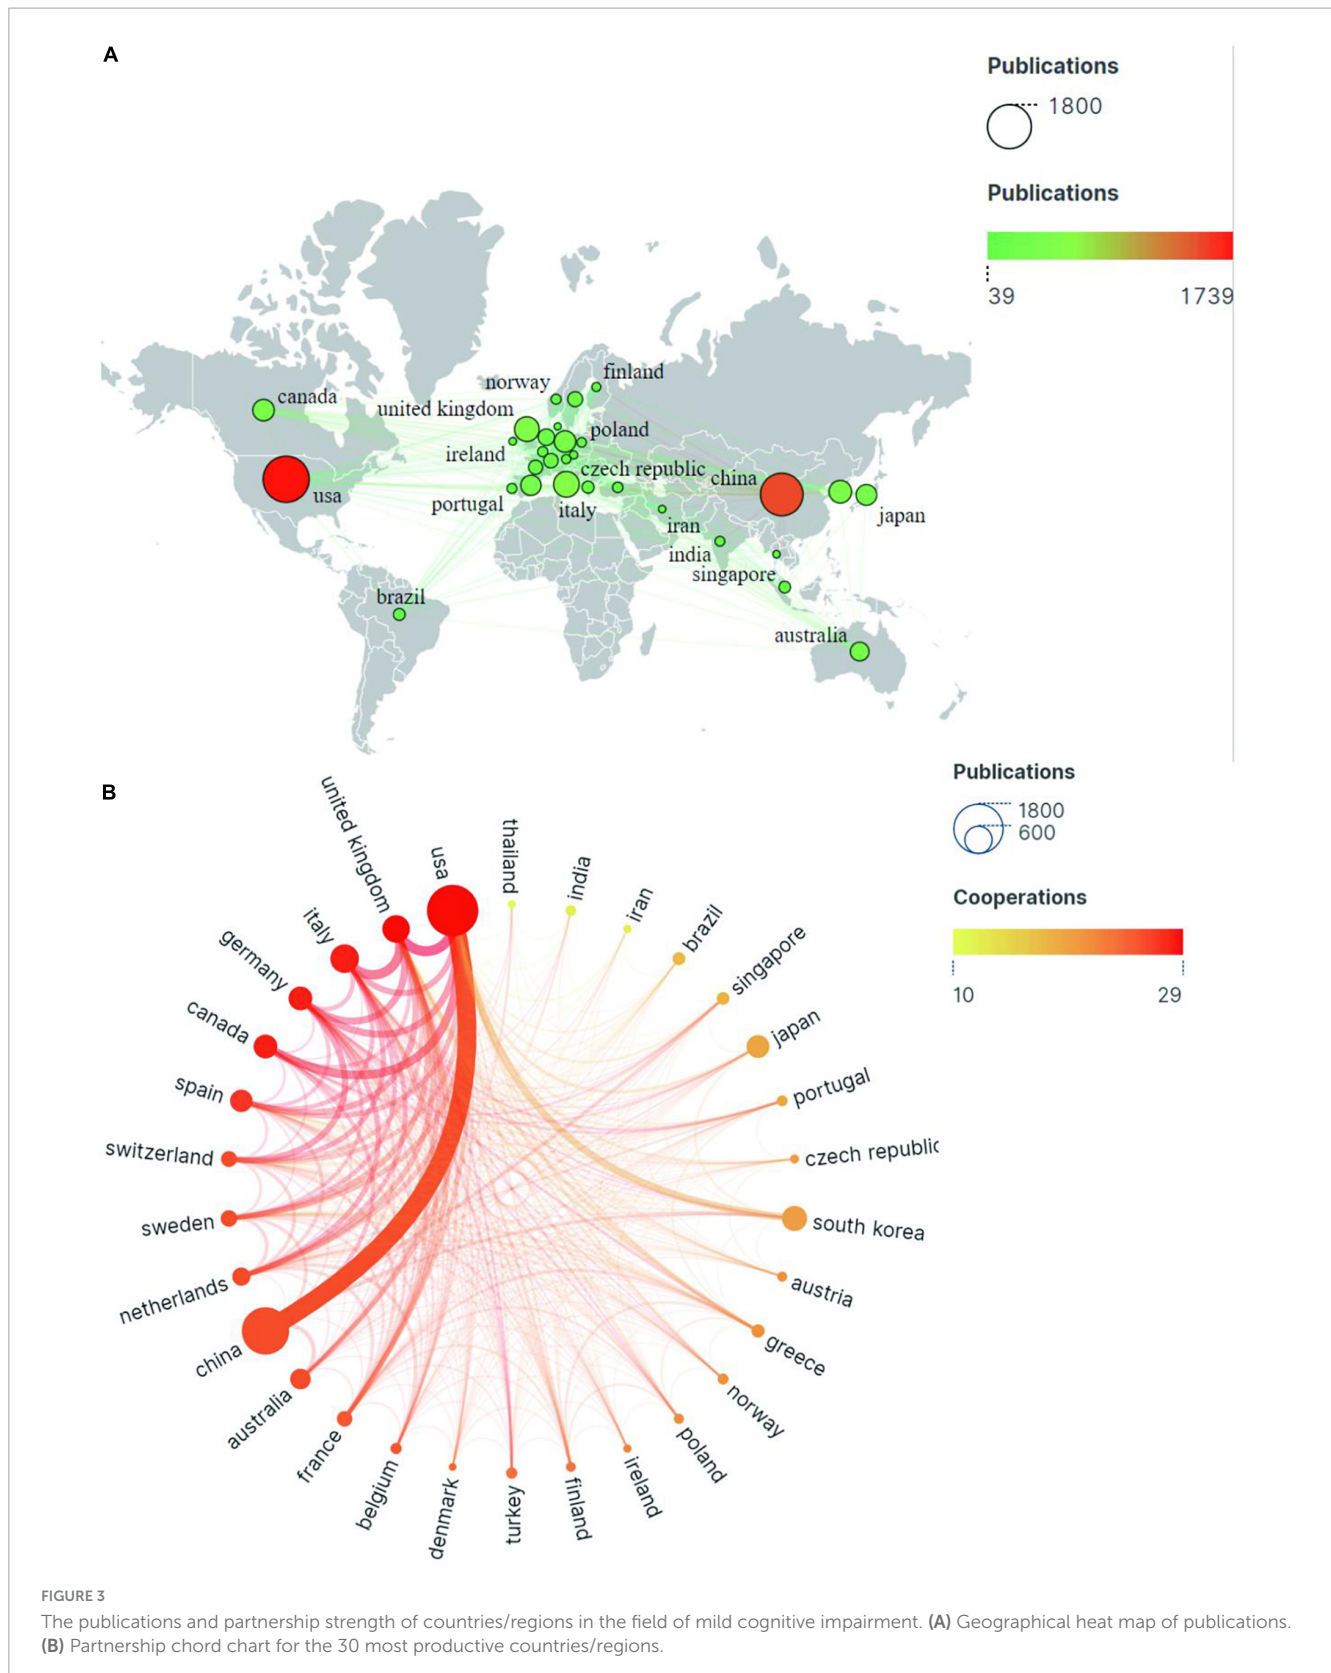 A
Publications
1800
Publications
39
1739
finland
norway
canada
united kingdom
poland
ireland
czech republic
china
usa
portugal
italy
japan
iran
india
singapore
brazil
australia
B
Publications
1800
600
Cooperations
10
29
united kingdom
usa
thailand
india
iran
brazil
singapore
japan
portugal
czech republic
south korea
austria
greece
norway
poland
ireland
finland
turkey
denmark
belgium
france
australia
china
netherlands
sweden
switzerland
spain
canada
germany
italy
FIGURE 3
The publications and partnership strength of countries/regions in the field of mild cognitive impairment. (A) Geographical heat map of publications.
(B) Partnership chord chart for the 30 most productive countries/regions.